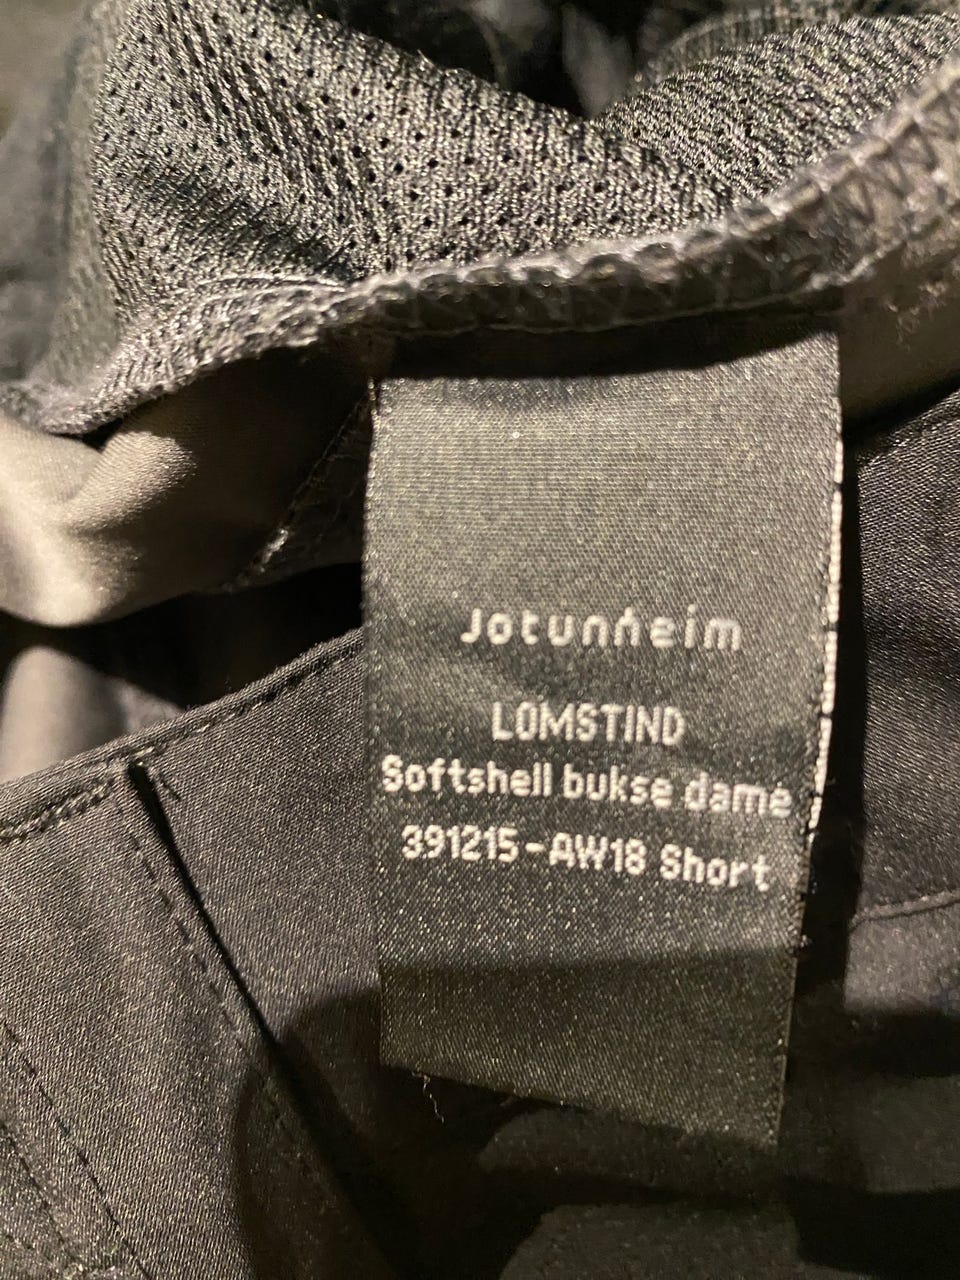 Jotunheim
LOMSTIND
Softshell bukse dame
391215-AW18 Short